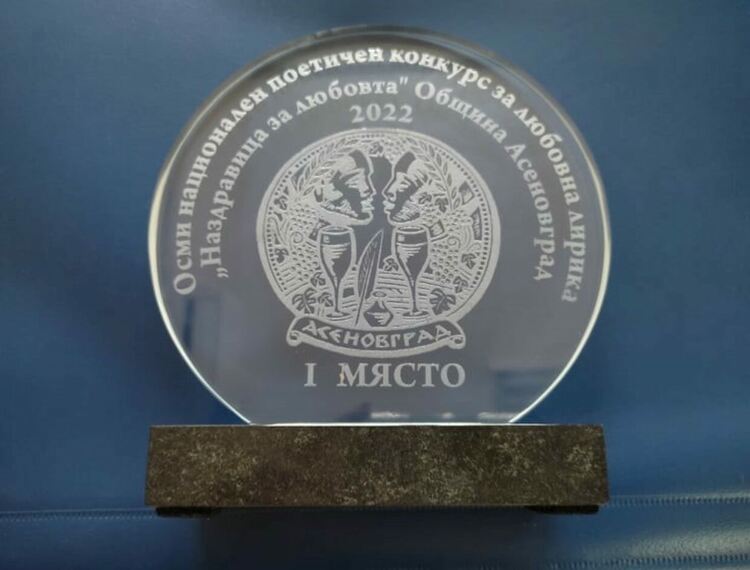 Осми национален поетичен конкурс за любовна лирика
„Наздравица за любовта" Община Асеновград
2022
АСЕНОВГРАД
I МЯСТО